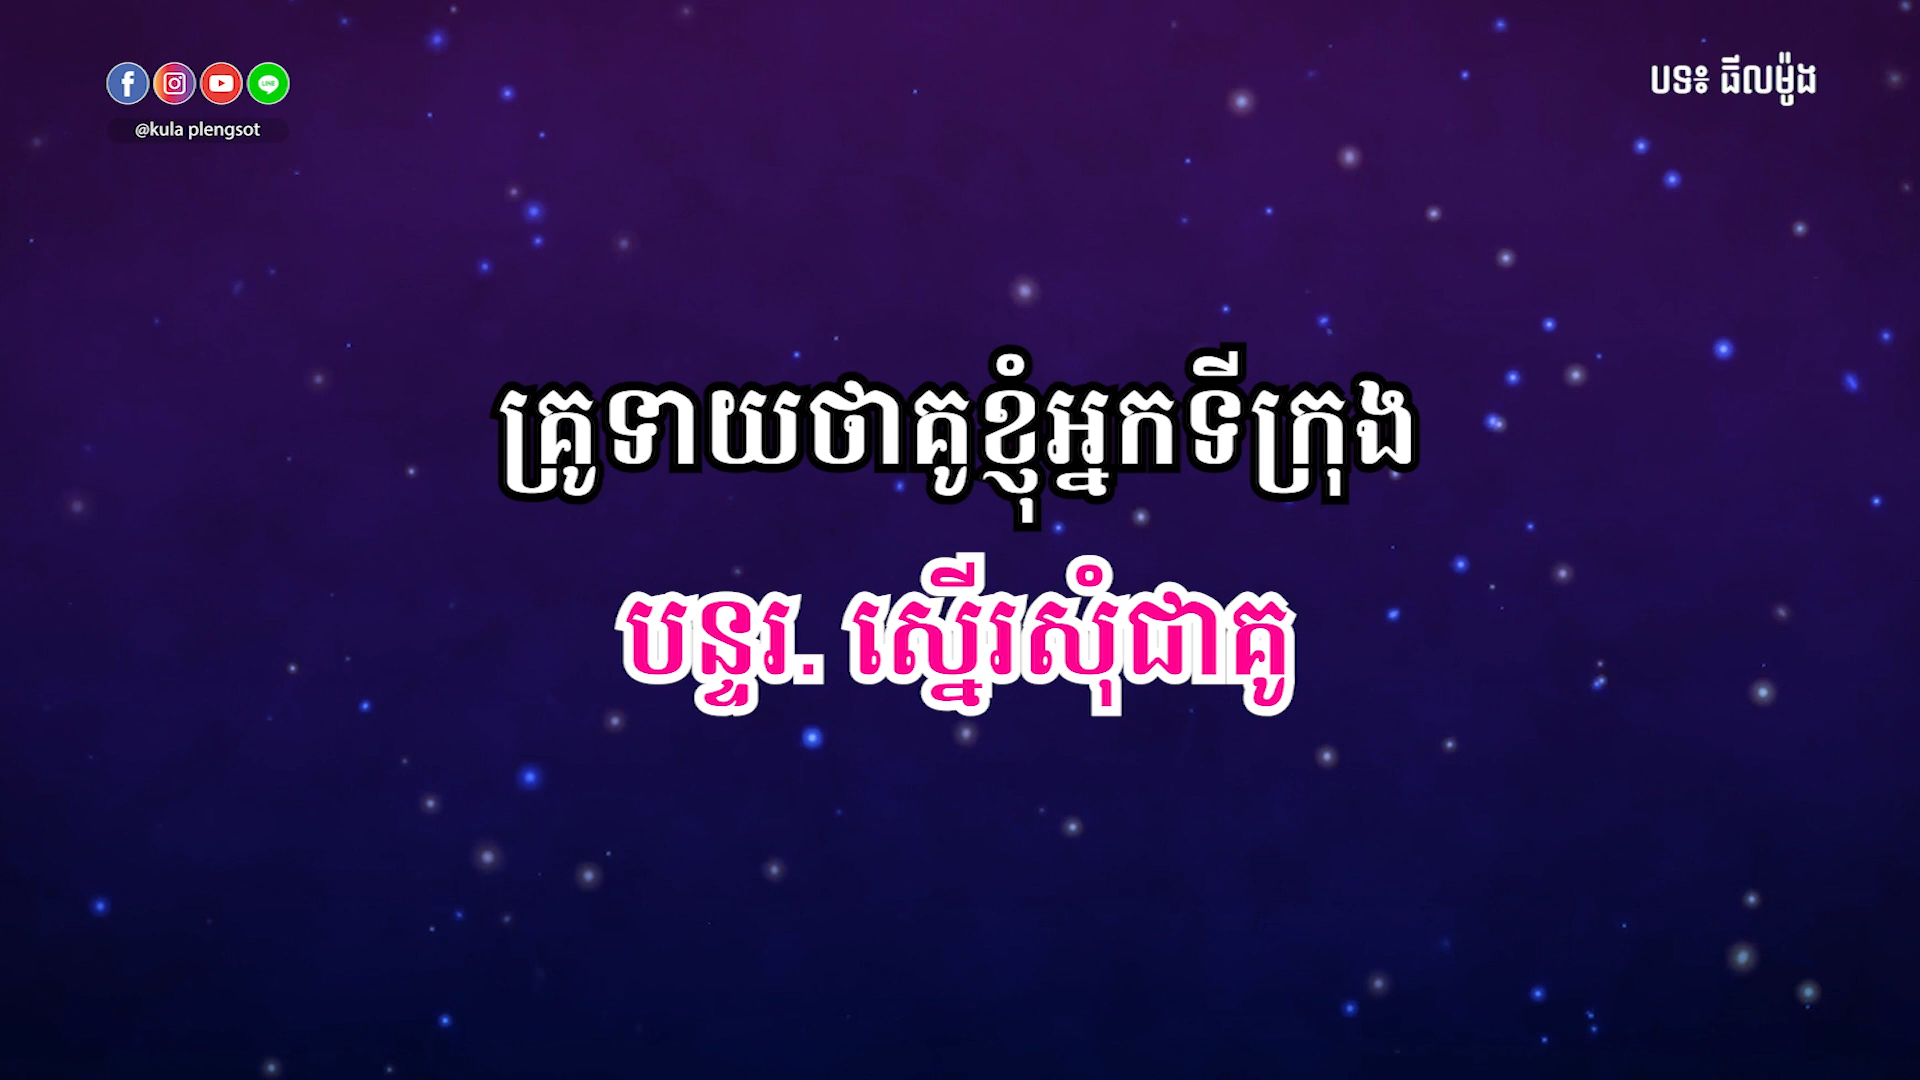 @kula plengsot
បទ៖ ធីលម៉ូង
គ្រូទាយថាគូខ្ញុំអ្នកទីក្រុង
បន្ទរ. ស្នើរសុំជាគូ